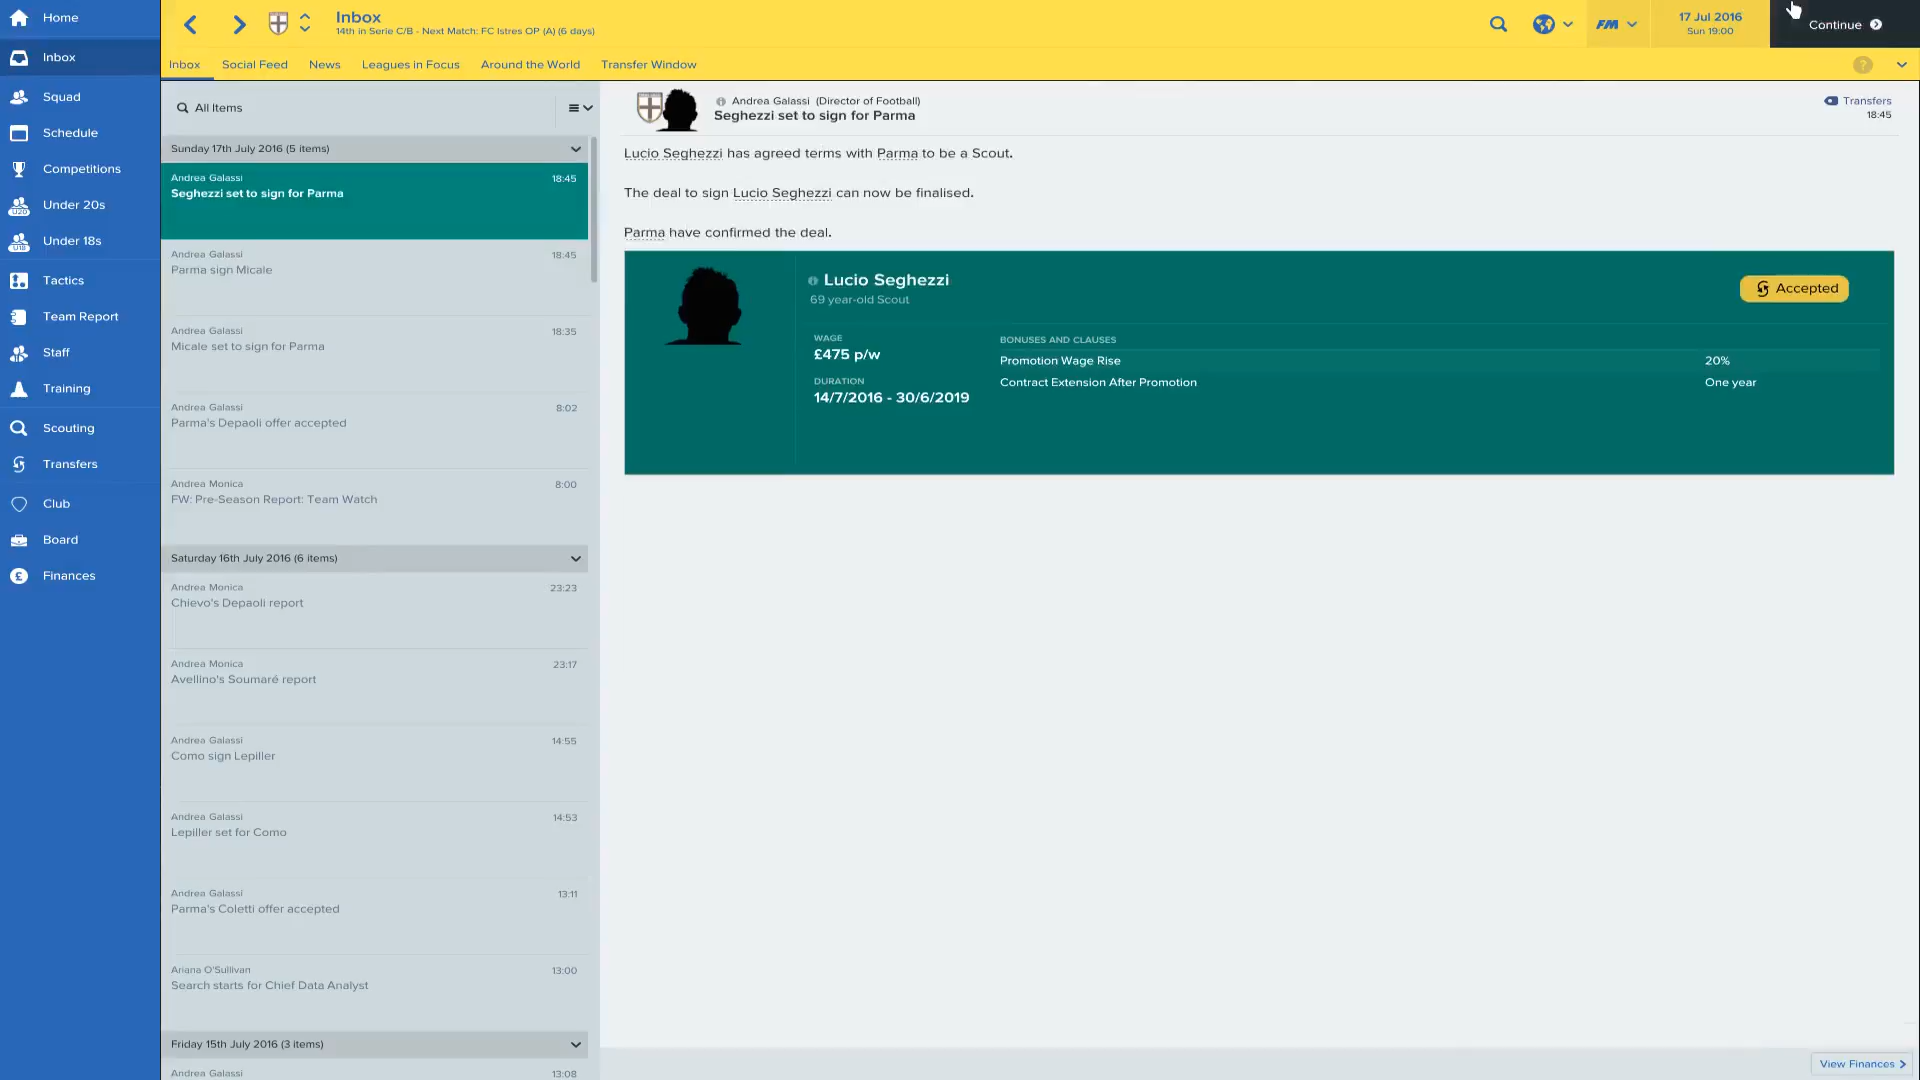 Home
Inbox
Squad
Schedule
Competitions
Under 20s
Under 18s
Tactics
Team Report
Staff
Training
Scouting
Transfers
Club
Board
Finances
Inbox
14th in Serie C/B - Next Match: FC Istres OP (A) (6 days)
FM
17 Jul 2016
Sun 19:00
Continue
Inbox Social Feed News Leagues in Focus Around the World Transfer Window
?
All Items
Sunday 17th July 2016 (5 items)
Andrea Galassi 18:45
Seghezzi set to sign for Parma
Andrea Galassi 18:45
Parma sign Micale
Andrea Galassi 18:35
Micale set to sign for Parma
Andrea Galassi 8:02
Parma's Depaoli offer accepted
Andrea Monica 8:00
FW: Pre-Season Report: Team Watch
Saturday 16th July 2016 (6 items)
Andrea Monica 23:23
Chievo's Depaoli report
Andrea Monica 23:17
Avellino's Soumaré report
Andrea Galassi 14:55
Como sign Lepiller
Andrea Galassi 14:53
Lepiller set for Como
Andrea Galassi 13:11
Parma's Coletti offer accepted
Ariana O'Sullivan 13:00
Search starts for Chief Data Analyst
Friday 15th July 2016 (3 items)
Andrea Galassi 13:08
Andrea Galassi (Director of Football)
Seghezzi set to sign for Parma
Transfers
18:45
Lucio Seghezzi has agreed terms with Parma to be a Scout.
The deal to sign Lucio Seghezzi can now be finalised.
Parma have confirmed the deal.
Lucio Seghezzi
69 year-old Scout
Accepted
WAGE
£475 p/w
DURATION
14/7/2016 - 30/6/2019
BONUSES AND CLAUSES
Promotion Wage Rise 20%
Contract Extension After Promotion One year
View Finances